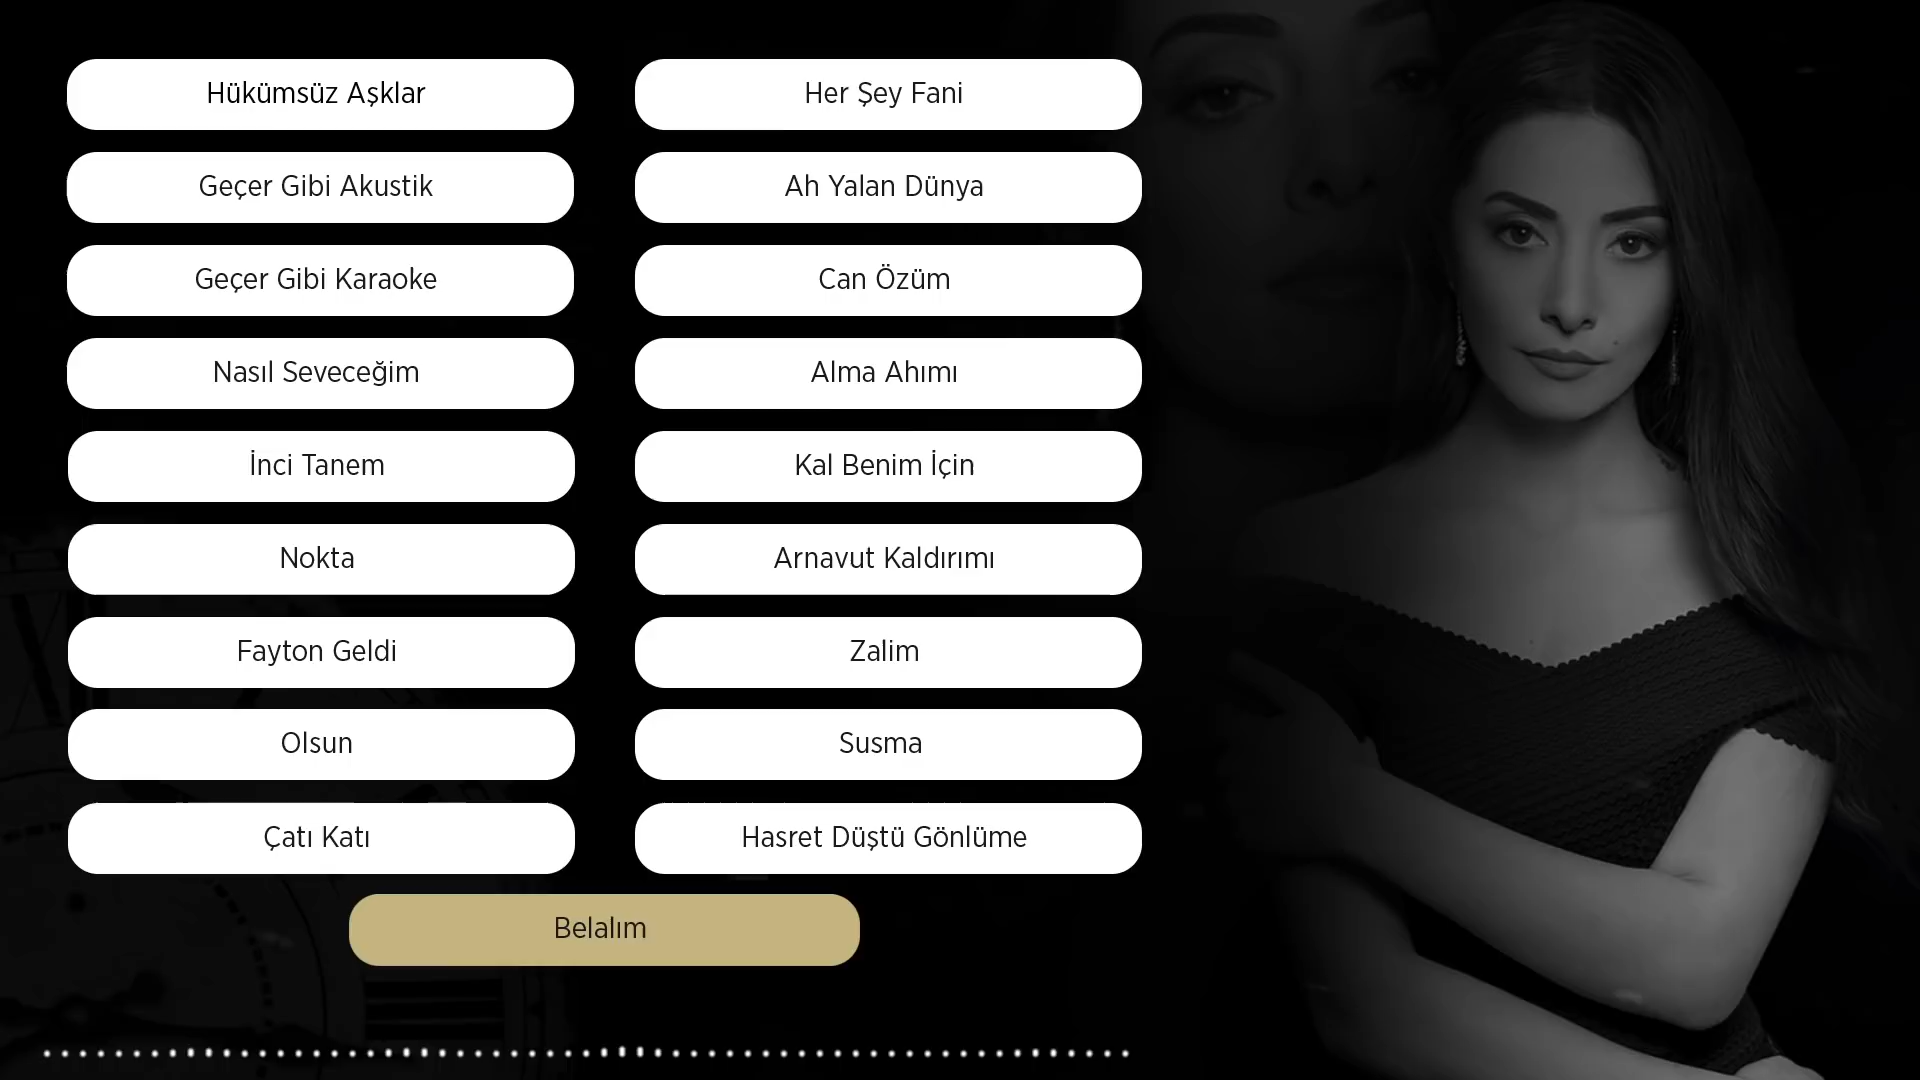 Hükümsüz Aşklar
Geçer Gibi Akustik
Geçer Gibi Karaoke
Nasıl Seveceğim
İnci Tanem
Nokta
Fayton Geldi
Olsun
Çatı Katı
Her Şey Fani
Ah Yalan Dünya
Can Özüm
Alma Ahımı
Kal Benim İçin
Arnavut Kaldırımı
Zalim
Susma
Hasret Düştü Gönlüme
Belalım